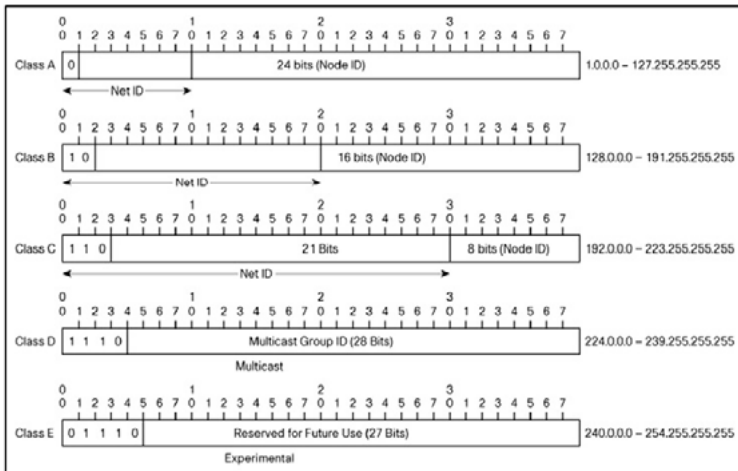 0 1 2 3
0 1 2 3 4 5 6 7 0 1 2 3 4 5 6 7 0 1 2 3 4 5 6 7 0 1 2 3 4 5 6 7
Class A 0 24 bits (Node ID) 1.0.0.0 – 127.255.255.255
Net ID
0 1 2 3
0 1 2 3 4 5 6 7 0 1 2 3 4 5 6 7 0 1 2 3 4 5 6 7 0 1 2 3 4 5 6 7
Class B 1 0 16 bits (Node ID) 128.0.0.0 – 191.255.255.255
Net ID
0 1 2 3
0 1 2 3 4 5 6 7 0 1 2 3 4 5 6 7 0 1 2 3 4 5 6 7 0 1 2 3 4 5 6 7
Class C 1 1 0 21 Bits 8 bits (Node ID) 192.0.0.0 – 223.255.255.255
Net ID
0 1 2 3
0 1 2 3 4 5 6 7 0 1 2 3 4 5 6 7 0 1 2 3 4 5 6 7 0 1 2 3 4 5 6 7
Class D 1 1 1 0 Multicast Group ID (28 Bits) 224.0.0.0 – 239.255.255.255
Multicast
0 1 2 3
0 1 2 3 4 5 6 7 0 1 2 3 4 5 6 7 0 1 2 3 4 5 6 7 0 1 2 3 4 5 6 7
Class E 0 1 1 1 0 Reserved for Future Use (27 Bits) 240.0.0.0 – 254.255.255.255
Experimental